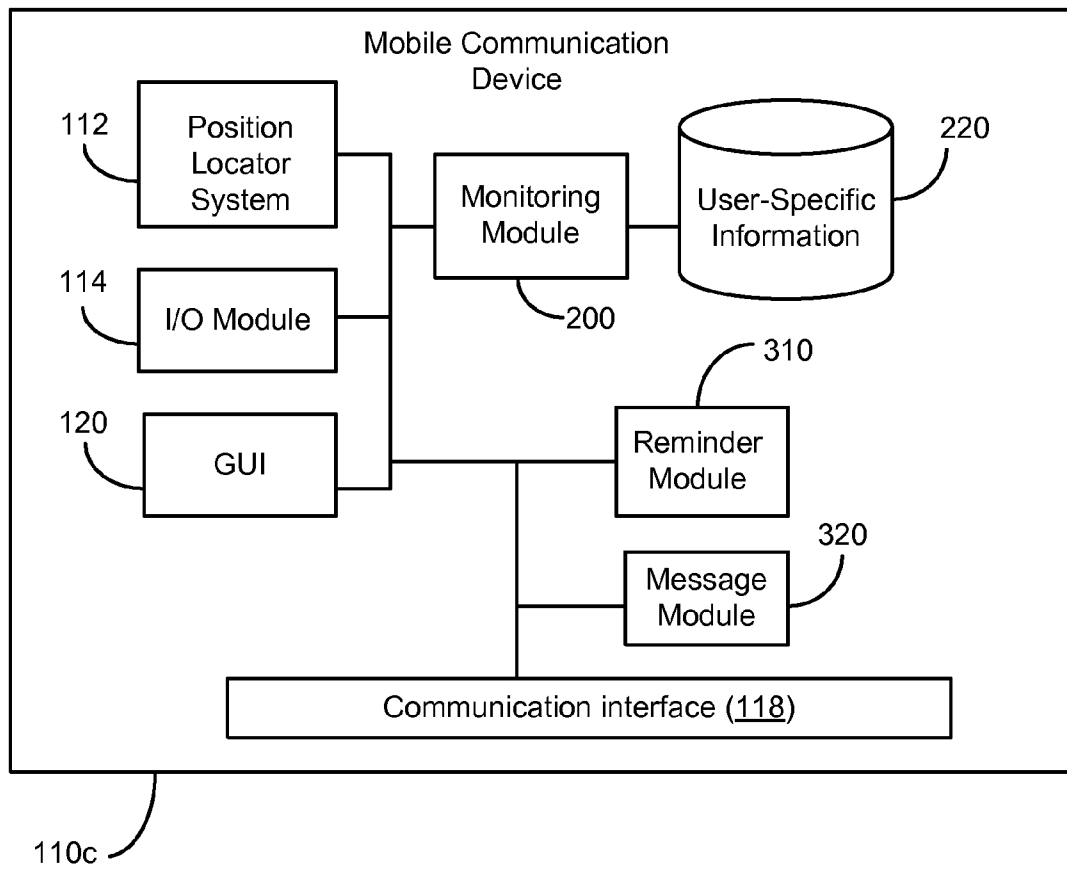 Mobile Communication
Device
112
Position
Locator
System
Monitoring
Module
200
User-Specific
Information
220
114
I/O Module
310
120
GUI
Reminder
Module
320
Message
Module
Communication interface (118)
110c